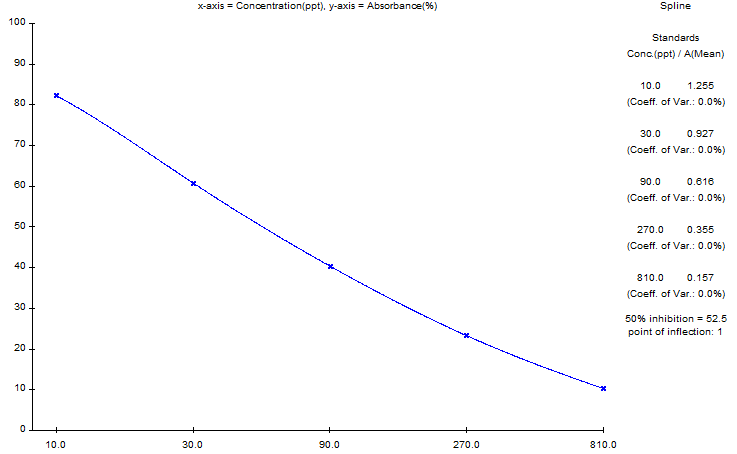 x-axis = Concentration(ppt), y-axis = Absorbance(%)
100
90
80
70
60
50
40
30
20
10
0
10.0 30.0 90.0 270.0 810.0
Spline
Standards
Conc.(ppt) / A(Mean)
10.0 1.255
(Coeff. of Var.: 0.0%)
30.0 0.927
(Coeff. of Var.: 0.0%)
90.0 0.616
(Coeff. of Var.: 0.0%)
270.0 0.355
(Coeff. of Var.: 0.0%)
810.0 0.157
(Coeff. of Var.: 0.0%)
50% inhibition = 52.5
point of inflection: 1